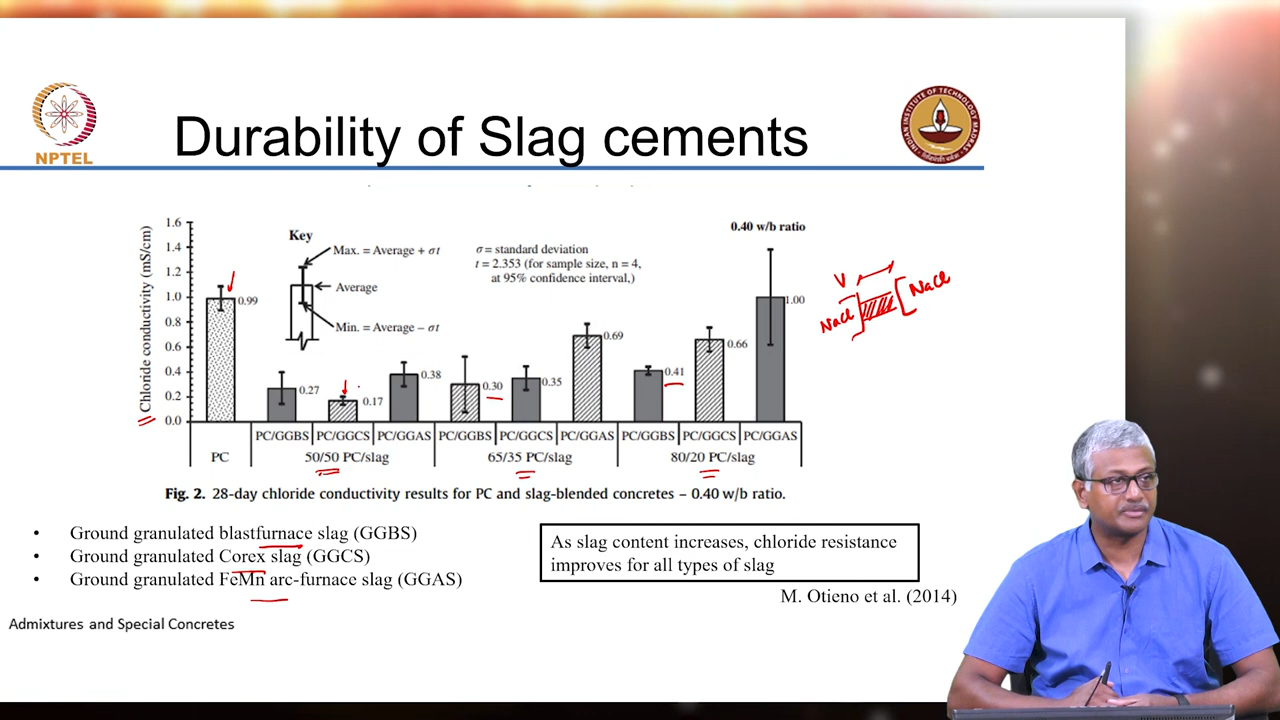 NPTEL
Durability of Slag cements
INDIAN INSTITUTE OF TECHNOLOGY MADRAS
Chloride conductivity (mS/cm)
1.6
1.4
1.2
1.0
0.8
0.6
0.4
0.2
0.0
Key
Max. = Average + σt
Average
Min. = Average – σt
σ = standard deviation
t = 2.353 (for sample size, n = 4,
at 95% confidence interval,)
0.40 w/b ratio
0.99
0.27
0.17
0.38
0.30
0.35
0.69
0.41
0.66
1.00
V
NaCl
NaCl
PC/GGBS PC/GGCS PC/GGAS PC/GGBS PC/GGCS PC/GGAS PC/GGBS PC/GGCS PC/GGAS
PC 50/50 PC/slag 65/35 PC/slag 80/20 PC/slag
Fig. 2. 28-day chloride conductivity results for PC and slag-blended concretes – 0.40 w/b ratio.
• Ground granulated blastfurnace slag (GGBS)
• Ground granulated Corex slag (GGCS)
• Ground granulated FeMn arc-furnace slag (GGAS)
As slag content increases, chloride resistance
improves for all types of slag
M. Otieno et al. (2014)
Admixtures and Special Concretes